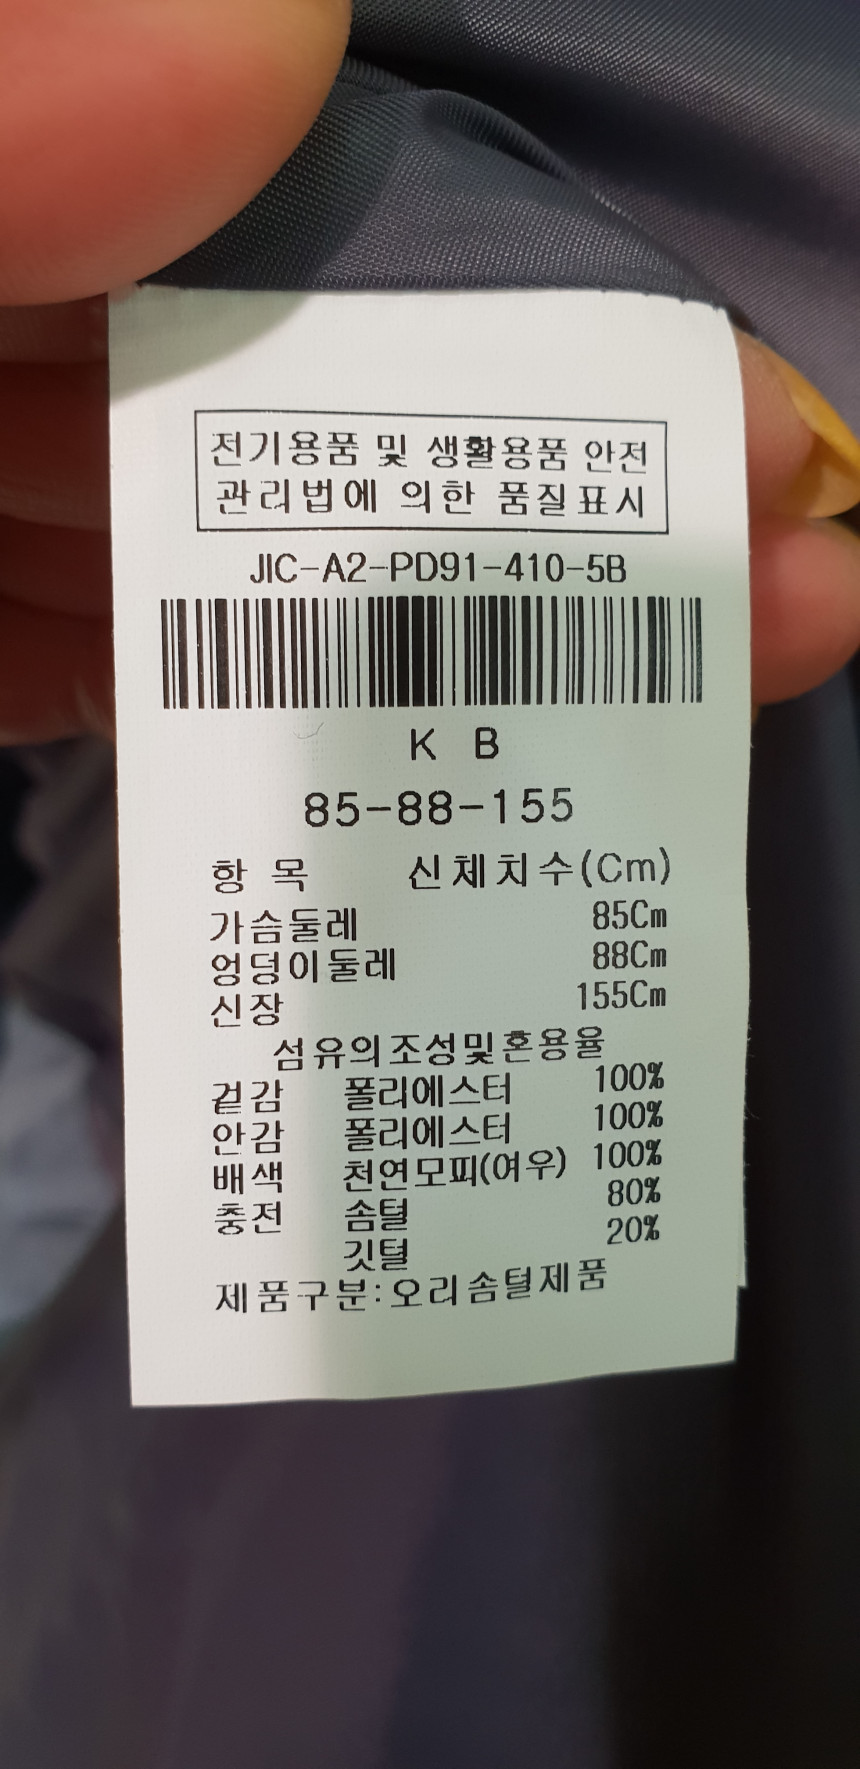 전기용품 및 생활용품 안전
관리법에 의한 품질표시
JIC-A2-PD91-410-5B
K B
85-88-155
항 목 신체치수(Cm)
가슴둘레 85Cm
엉덩이둘레 88Cm
신장 155Cm
섬유의조성및혼용율
겉감 폴리에스터 100%
안감 폴리에스터 100%
배색 천연모피(여우) 100%
충전 솜털 80%
깃털 20%
제품구분:오리솜털제품